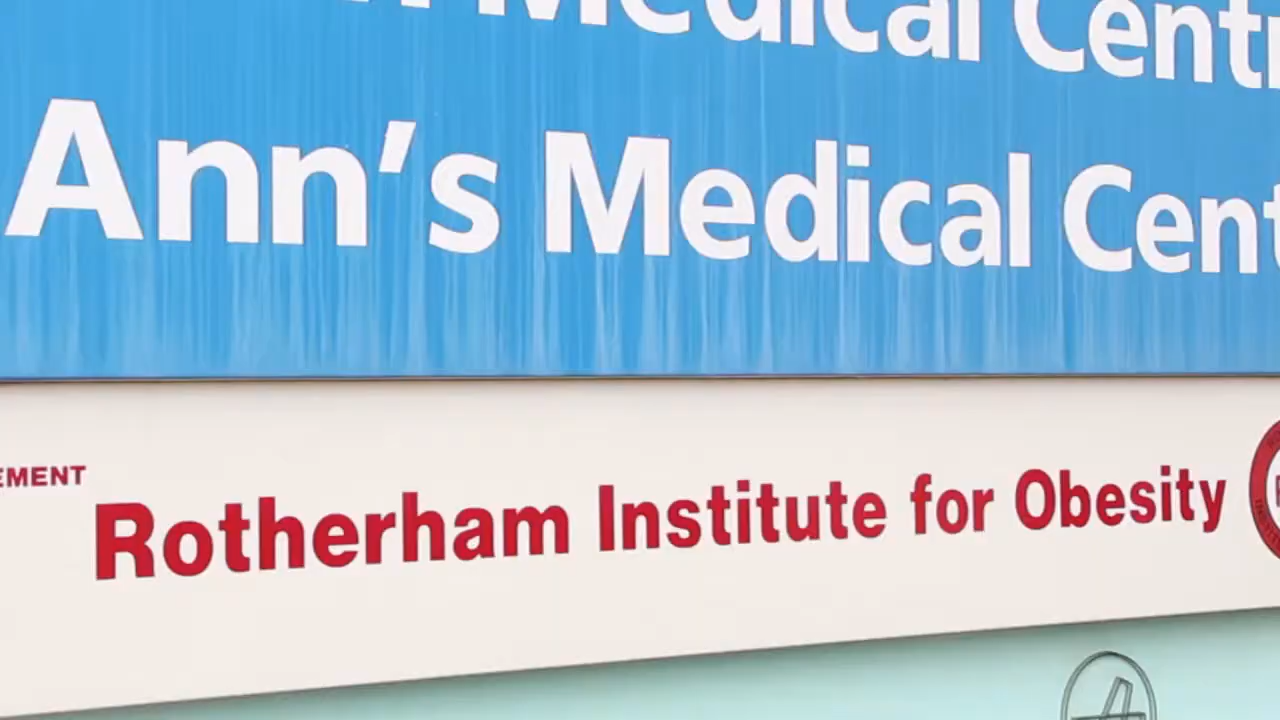 Medical Centr
Ann's Medical Cent
EMENT
Rotherham Institute for Obesity